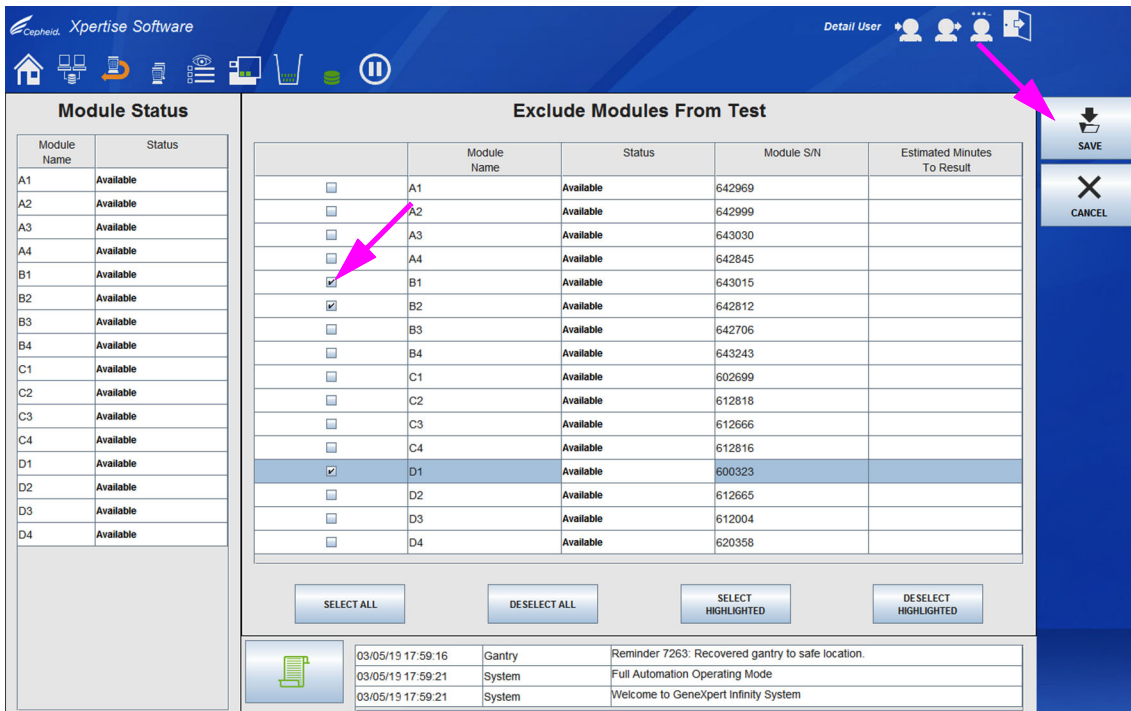 Cepheid. Xpertise Software
Detail User
Module Status
Module Name Status
A1 Available
A2 Available
A3 Available
A4 Available
B1 Available
B2 Available
B3 Available
B4 Available
C1 Available
C2 Available
C3 Available
C4 Available
D1 Available
D2 Available
D3 Available
D4 Available
Exclude Modules From Test
Module Name Status Module S/N Estimated Minutes To Result
A1 Available 642969
A2 Available 642999
A3 Available 643030
A4 Available 642845
B1 Available 643015
B2 Available 642812
B3 Available 642706
B4 Available 643243
C1 Available 602699
C2 Available 612818
C3 Available 612666
C4 Available 612816
D1 Available 600323
D2 Available 612665
D3 Available 612004
D4 Available 620358
SELECT ALL
DESELECT ALL
SELECT HIGHLIGHTED
DESELECT HIGHLIGHTED
03/05/19 17:59:16 Gantry Reminder 7263: Recovered gantry to safe location.
03/05/19 17:59:21 System Full Automation Operating Mode
03/05/19 17:59:21 System Welcome to GeneXpert Infinity System
SAVE
CANCEL